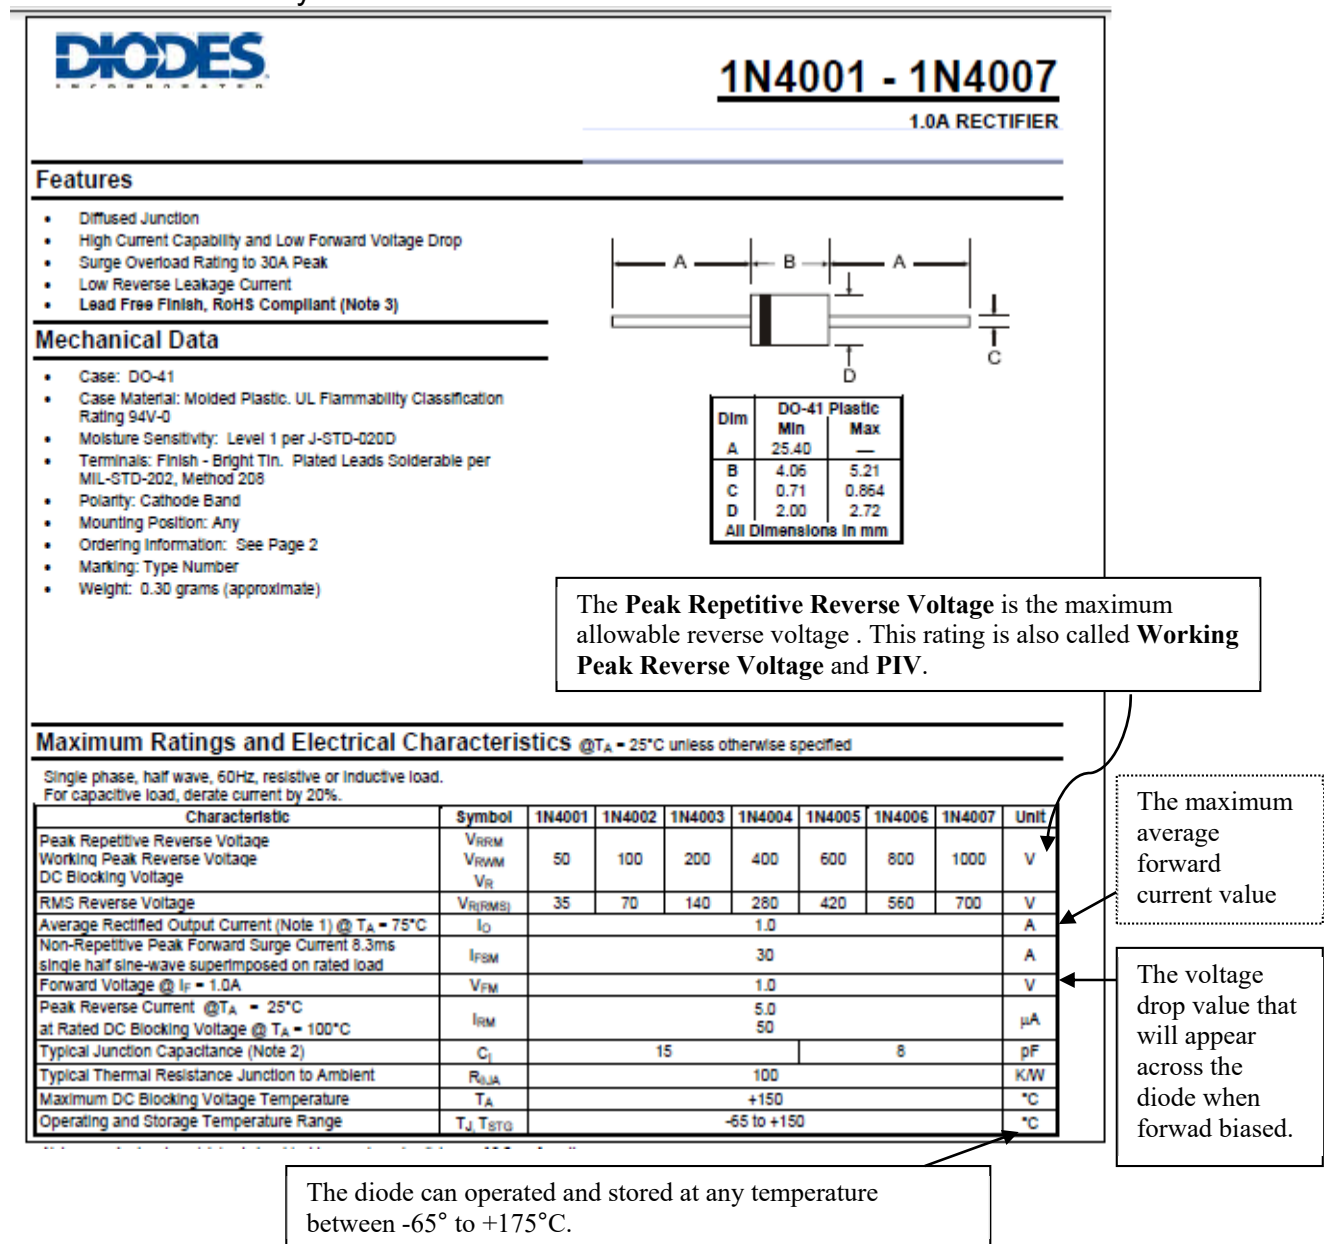 DIODES
INCORPORATED
1N4001 - 1N4007
1.0A RECTIFIER
Features
• Diffused Junction
• High Current Capability and Low Forward Voltage Drop
• Surge Overload Rating to 30A Peak
• Low Reverse Leakage Current
• Lead Free Finish, RoHS Compliant (Note 3)
Mechanical Data
• Case: DO-41
• Case Material: Molded Plastic. UL Flammability Classification
Rating 94V-0
• Moisture Sensitivity: Level 1 per J-STD-020D
• Terminals: Finish - Bright Tin. Plated Leads Solderable per
MIL-STD-202, Method 208
• Polarity: Cathode Band
• Mounting Position: Any
• Ordering Information: See Page 2
• Marking: Type Number
• Weight: 0.30 grams (approximate)
A B A
C
D
Dim DO-41 Plastic
Min Max
A 25.40 —
B 4.06 5.21
C 0.71 0.864
D 2.00 2.72
All Dimensions in mm
The Peak Repetitive Reverse Voltage is the maximum
allowable reverse voltage . This rating is also called Working
Peak Reverse Voltage and PIV.
Maximum Ratings and Electrical Characteristics @TA = 25°C unless otherwise specified
Single phase, half wave, 60Hz, resistive or inductive load.
For capacitive load, derate current by 20%.
Characteristic Symbol 1N4001 1N4002 1N4003 1N4004 1N4005 1N4006 1N4007 Unit
Peak Repetitive Reverse Voltage VRRM
Working Peak Reverse Voltage VRWM 50 100 200 400 600 800 1000 V
DC Blocking Voltage VR
RMS Reverse Voltage VR(RMS) 35 70 140 280 420 560 700 V
Average Rectified Output Current (Note 1) @ TA = 75°C IO 1.0 A
Non-Repetitive Peak Forward Surge Current 8.3ms
single half sine-wave superimposed on rated load IFSM 30 A
Forward Voltage @ IF = 1.0A VFM 1.0 V
Peak Reverse Current @TA = 25°C 5.0
at Rated DC Blocking Voltage @ TA = 100°C IRM 50 µA
Typical Junction Capacitance (Note 2) Cj 15 8 pF
Typical Thermal Resistance Junction to Ambient RθJA 100 K/W
Maximum DC Blocking Voltage Temperature TA +150 °C
Operating and Storage Temperature Range TJ, TSTG -65 to +150 °C
The maximum
average
forward
current value
The voltage
drop value that
will appear
across the
diode when
forwad biased.
The diode can operated and stored at any temperature
between -65° to +175°C.